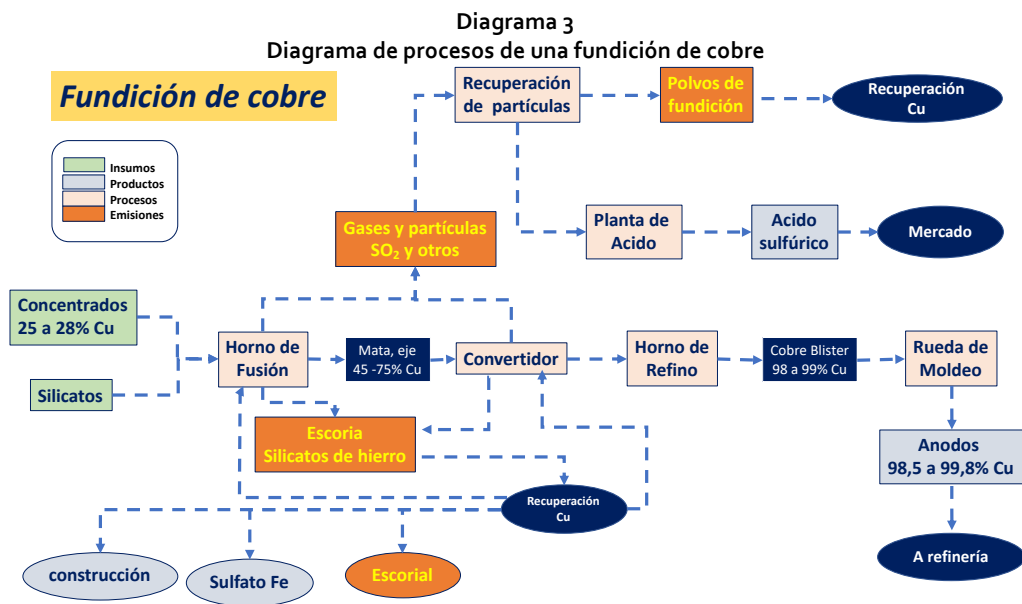 Diagrama 3
Diagrama de procesos de una fundición de cobre
Fundición de cobre
Insumos
Productos
Procesos
Emisiones
Recuperación
de partículas
Polvos de
fundición
Recuperación
Cu
Gases y partículas
SO₂ y otros
Planta de
Acido
Acido
sulfúrico
Mercado
Concentrados
25 a 28% Cu
Silicatos
Horno de
Fusión
Mata, eje
45 -75% Cu
Convertidor
Horno de
Refino
Cobre Blister
98 a 99% Cu
Rueda de
Moldeo
Escoria
Silicatos de hierro
Anodos
98,5 a 99,8% Cu
Recuperación
Cu
construcción
Sulfato Fe
Escorial
A refinería